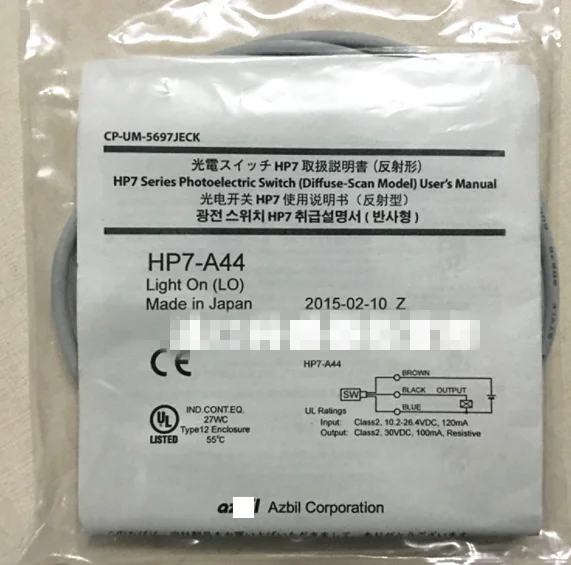 CP-UM-5697JECK
光電スイッチ HP7 取扱説明書 (反射形)
HP7 Series Photoelectric Switch (Diffuse-Scan Model) User's Manual
光电开关 HP7 使用说明书 (反射型)
광전 스위치 HP7 취급설명서 ( 반사형 )
HP7-A44
Light On (LO)
Made in Japan 2015-02-10 Z
CE
HP7-A44
BROWN
SW BLACK OUTPUT
BLUE
UL
LISTED
IND.CONT.EQ.
27WC
Type12 Enclosure
55℃
UL Ratings
Input: Class2, 10.2-26.4VDC, 120mA
Output: Class2, 30VDC, 100mA, Resistive
Azbil Corporation